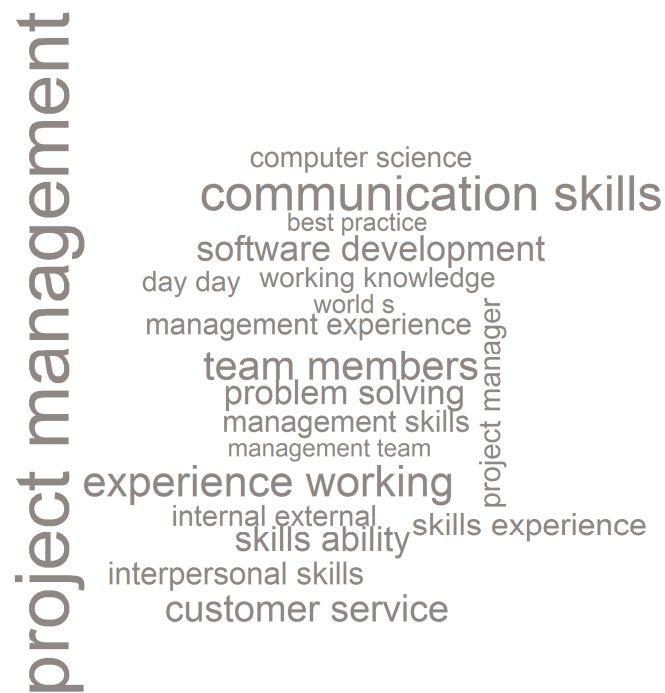 project management
computer science
communication skills
best practice
software development
day day
working knowledge
world s
management experience
project manager
team members
problem solving
management skills
management team
experience working
internal external
skills experience
skills ability
interpersonal skills
customer service